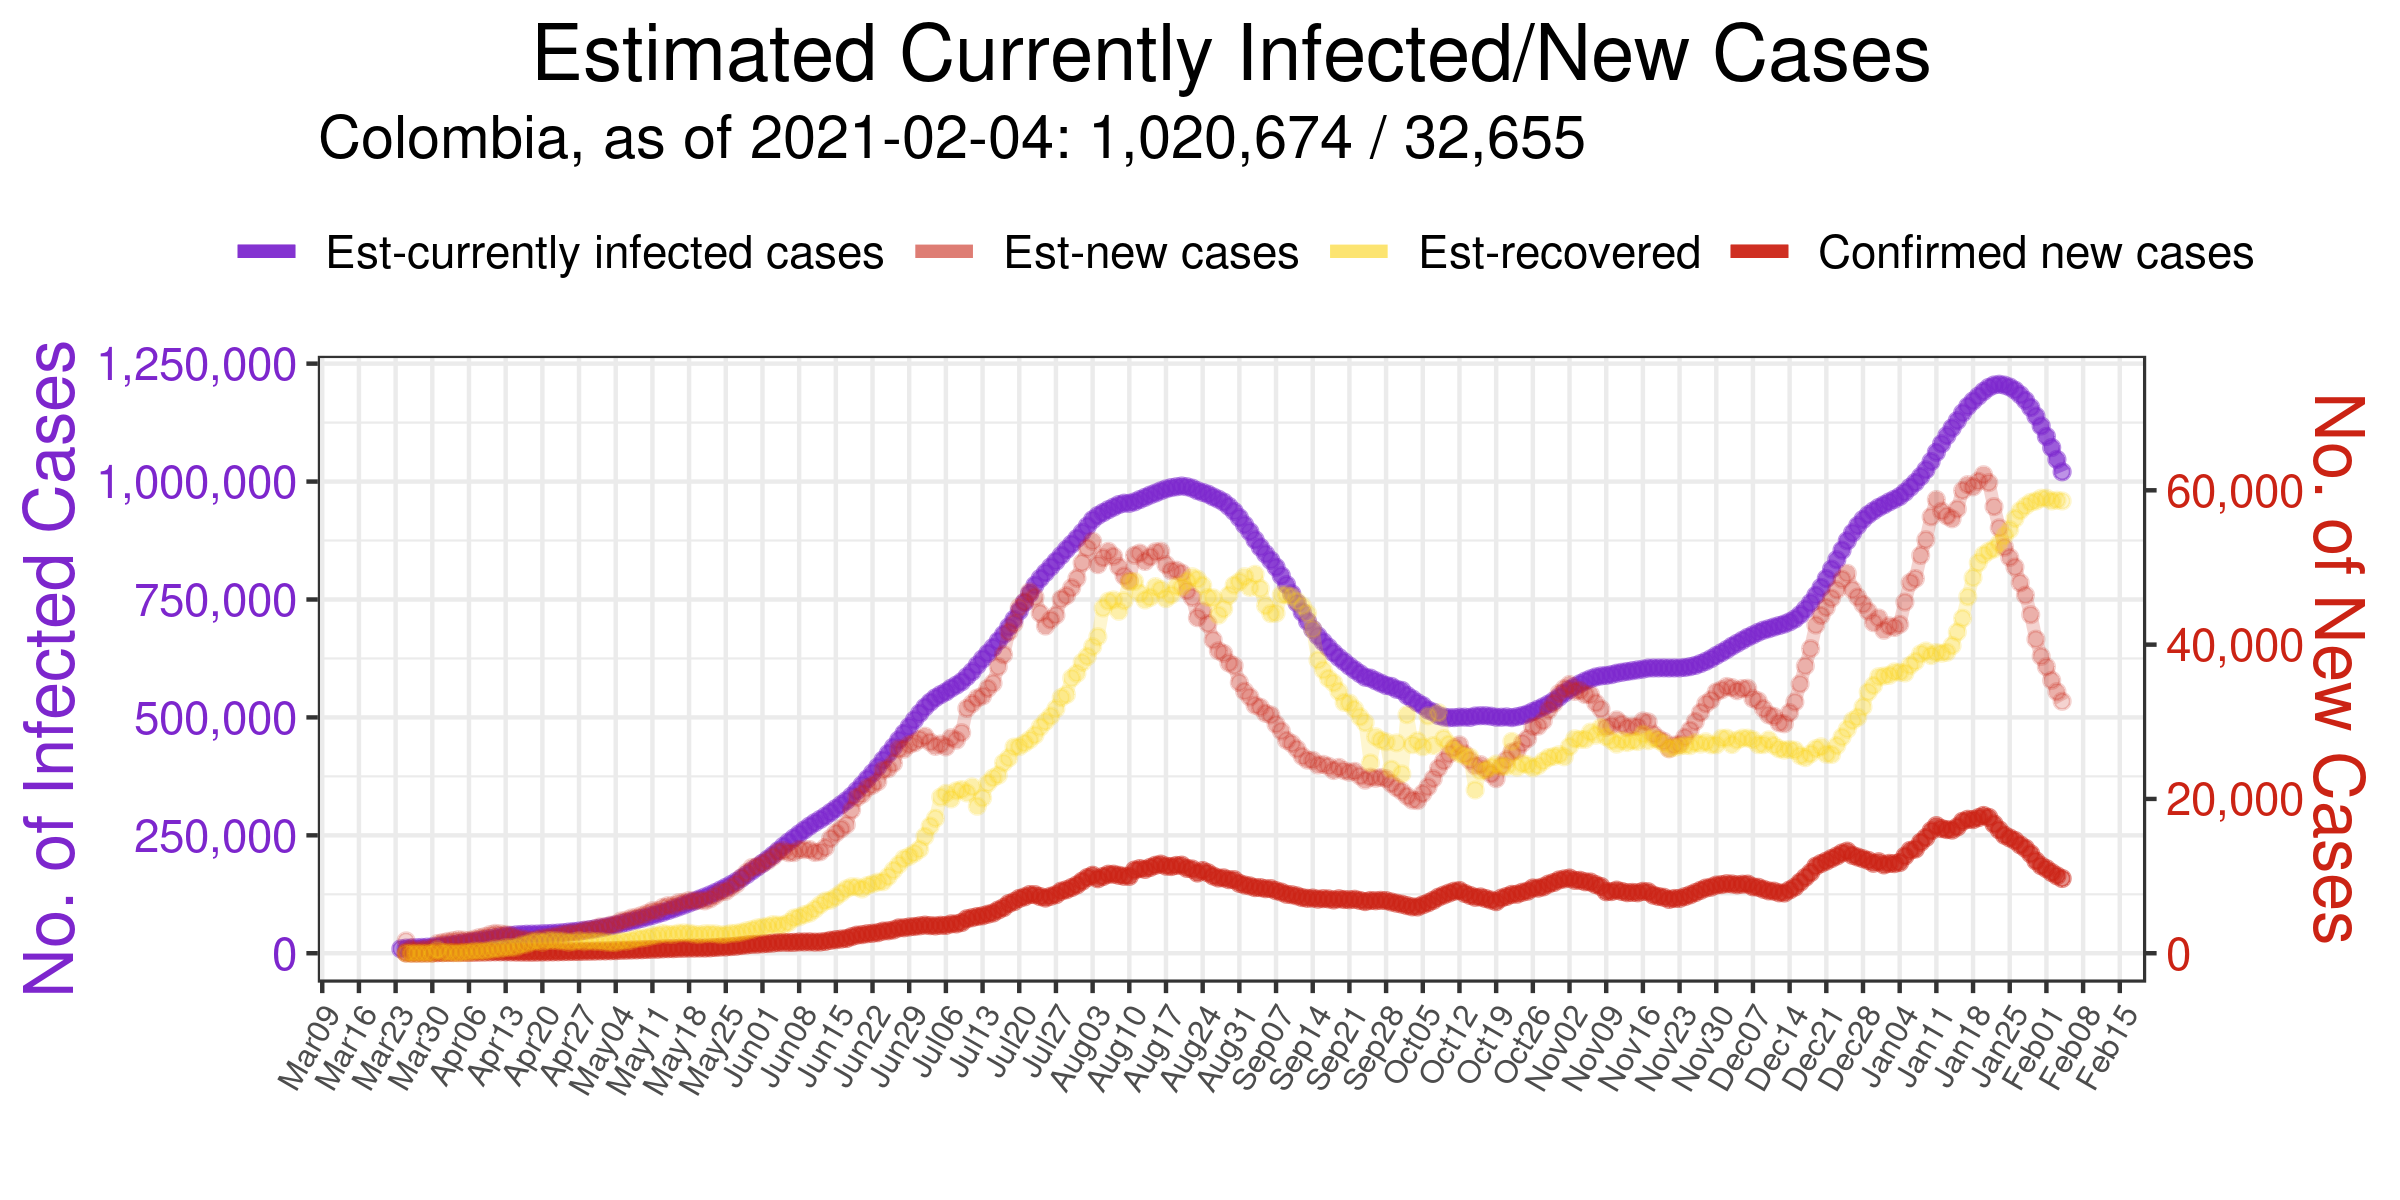 Estimated Currently Infected/New Cases
Colombia, as of 2021-02-04: 1,020,674 / 32,655
Est-currently infected cases Est-new cases Est-recovered Confirmed new cases
No. of Infected Cases
1,250,000
1,000,000
750,000
500,000
250,000
0
No. of New Cases
60,000
40,000
20,000
0
Mar09 Mar16 Mar23 Mar30 Apr06 Apr13 Apr20 Apr27 May04 May11 May18 May25 Jun01 Jun08 Jun15 Jun22 Jun29 Jul06 Jul13 Jul20 Jul27 Aug03 Aug10 Aug17 Aug24 Aug31 Sep07 Sep14 Sep21 Sep28 Oct05 Oct12 Oct19 Oct26 Nov02 Nov09 Nov16 Nov23 Nov30 Dec07 Dec14 Dec21 Dec28 Jan04 Jan11 Jan18 Jan25 Feb01 Feb08 Feb15